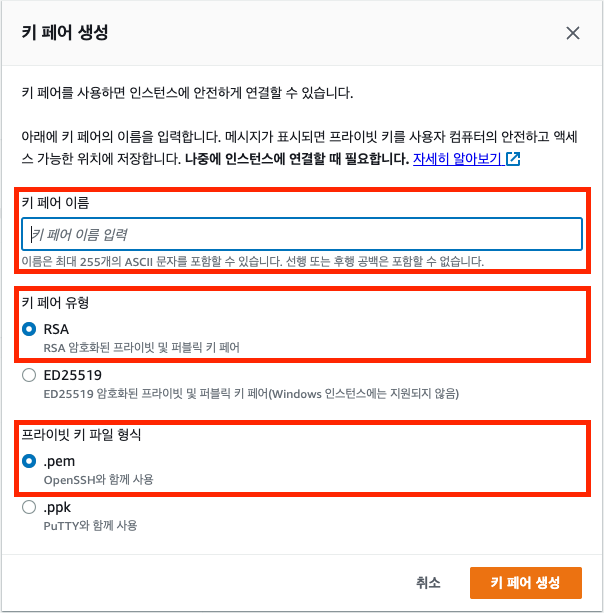 키 페어 생성
키 페어를 사용하면 인스턴스에 안전하게 연결할 수 있습니다.
아래에 키 페어의 이름을 입력합니다. 메시지가 표시되면 프라이빗 키를 사용자 컴퓨터의 안전하고 액세
스 가능한 위치에 저장합니다. 나중에 인스턴스에 연결할 때 필요합니다. 자세히 알아보기
키 페어 이름
키 페어 이름 입력
이름은 최대 255개의 ASCII 문자를 포함할 수 있습니다. 선행 또는 후행 공백은 포함할 수 없습니다.
키 페어 유형
RSA
RSA 암호화된 프라이빗 및 퍼블릭 키 페어
ED25519
ED25519 암호화된 프라이빗 및 퍼블릭 키 페어(Windows 인스턴스에는 지원되지 않음)
프라이빗 키 파일 형식
.pem
OpenSSH와 함께 사용
.ppk
PuTTY와 함께 사용
취소
키 페어 생성